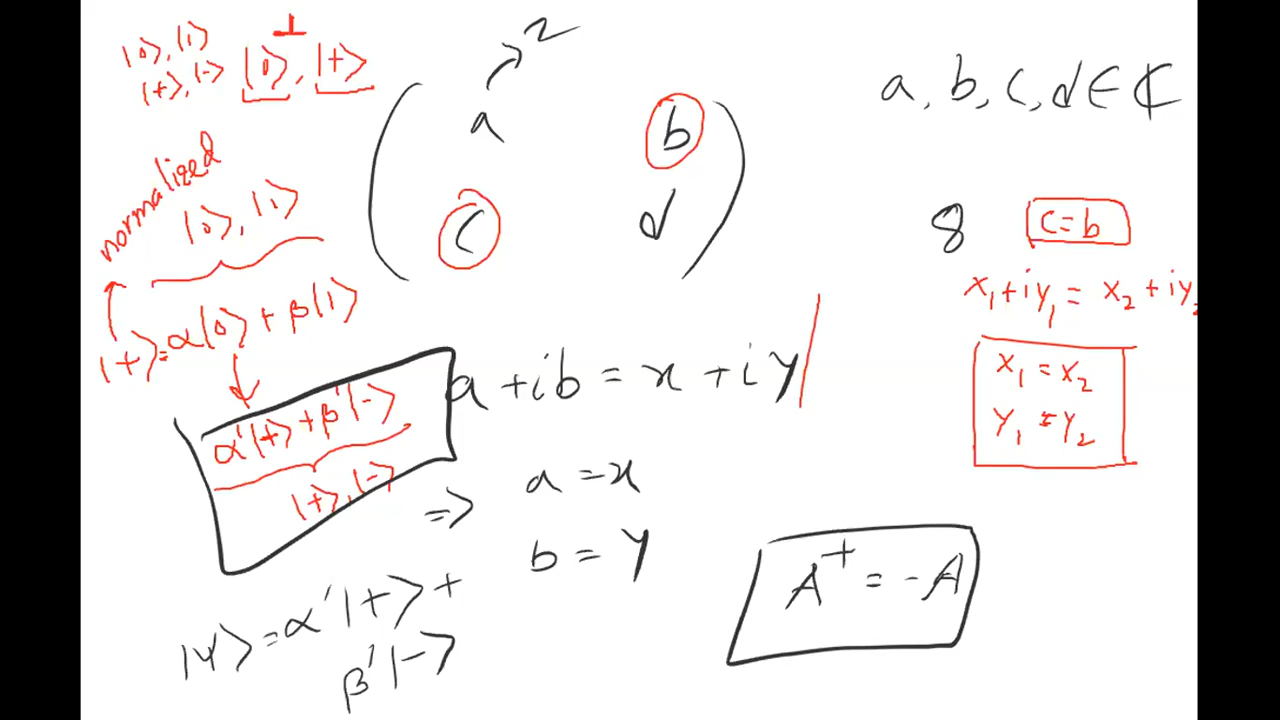 |0⟩, |1⟩
|+⟩, |-⟩
⊥
|0⟩, |+⟩
normalized
|0⟩, |1⟩
|+⟩ = α|0⟩ + β|1⟩
α'|+⟩ + β'|-⟩
|+⟩, |-⟩
|ψ⟩ = α'|+⟩ +
β'|-⟩
2
a b
c d
a + ib = x + iy
⇒ a = x
b = y
a, b, c, d ∈ ℂ
8
c = b
x₁ + iy₁ = x₂ + iy₂
x₁ = x₂
y₁ = y₂
A⁺ = -A